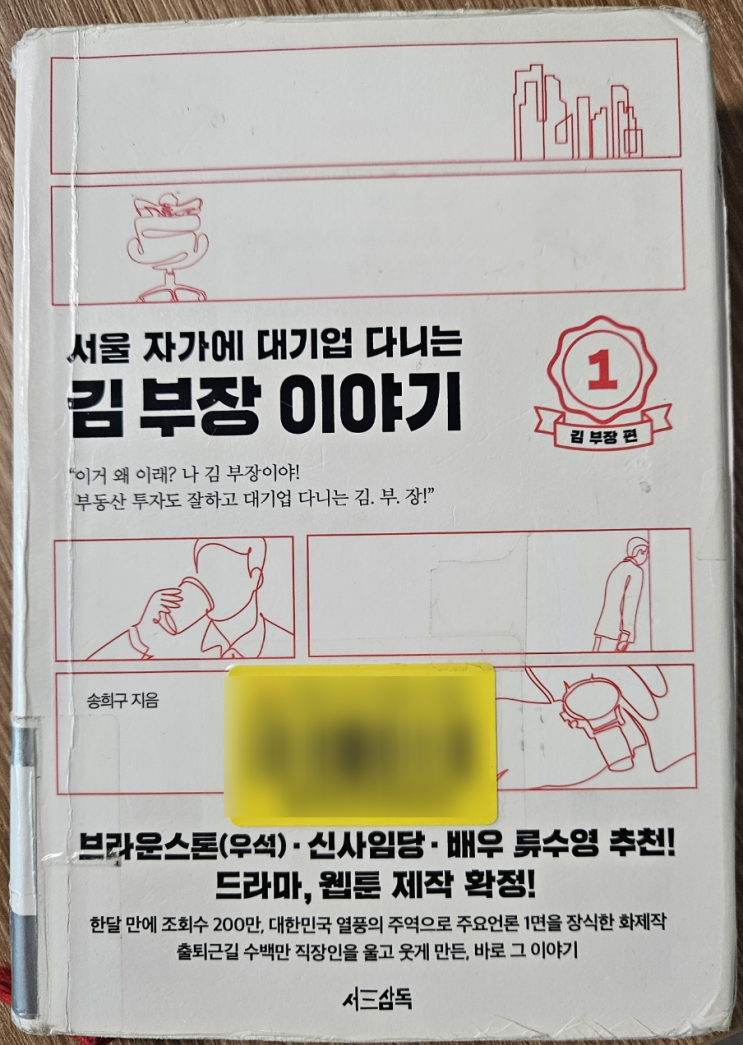 서울 자가에 대기업 다니는
김 부장 이야기
1
김 부장 편
“이거 왜 이래? 나 김 부장이야!
부동산 투자도 잘하고 대기업 다니는 김. 부. 장!”
송희구 지음
브라운스톤(우석)·신사임당·배우 류수영 추천!
드라마, 웹툰 제작 확정!
한달 만에 조회수 200만, 대한민국 열풍의 주역으로 주요언론 1면을 장식한 화제작
출퇴근길 수백만 직장인을 울고 웃게 만든, 바로 그 이야기
서삼독